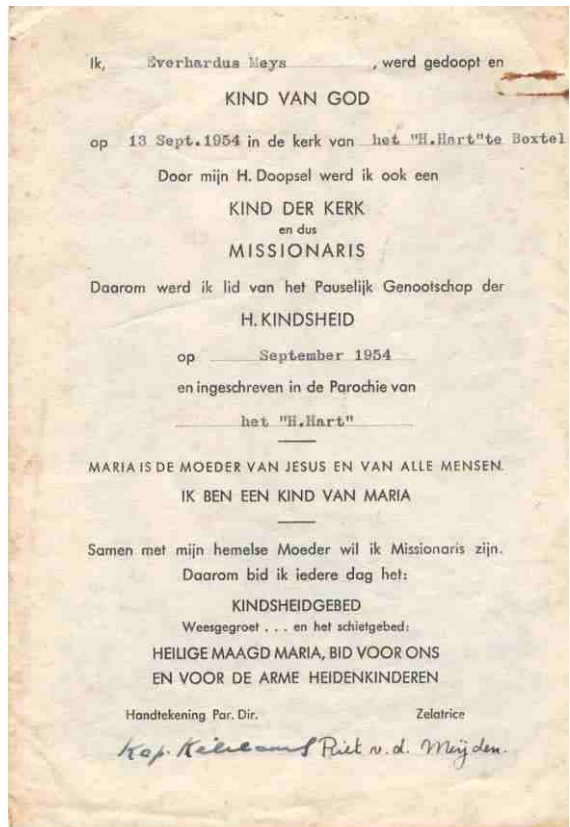 Ik, Everhardus Meys , werd gedoopt en
KIND VAN GOD
op 13 Sept.1954 in de kerk van het "H.Hart"te Boxtel
Door mijn H. Doopsel werd ik ook een
KIND DER KERK
en dus
MISSIONARIS
Daarom werd ik lid van het Pauselijk Genootschap der
H. KINDSHEID
op September 1954
en ingeschreven in de Parochie van
het "H.Hart"
MARIA IS DE MOEDER VAN JESUS EN VAN ALLE MENSEN.
IK BEN EEN KIND VAN MARIA
Samen met mijn hemelse Moeder wil ik Missionaris zijn.
Daarom bid ik iedere dag het:
KINDSHEIDGEBED
Weesgegroet . . . en het schietgebed:
HEILIGE MAAGD MARIA, BID VOOR ONS
EN VOOR DE ARME HEIDENKINDEREN
Handtekening Par. Dir. Zelatrice
Kap. Riet v.d. Meijden.